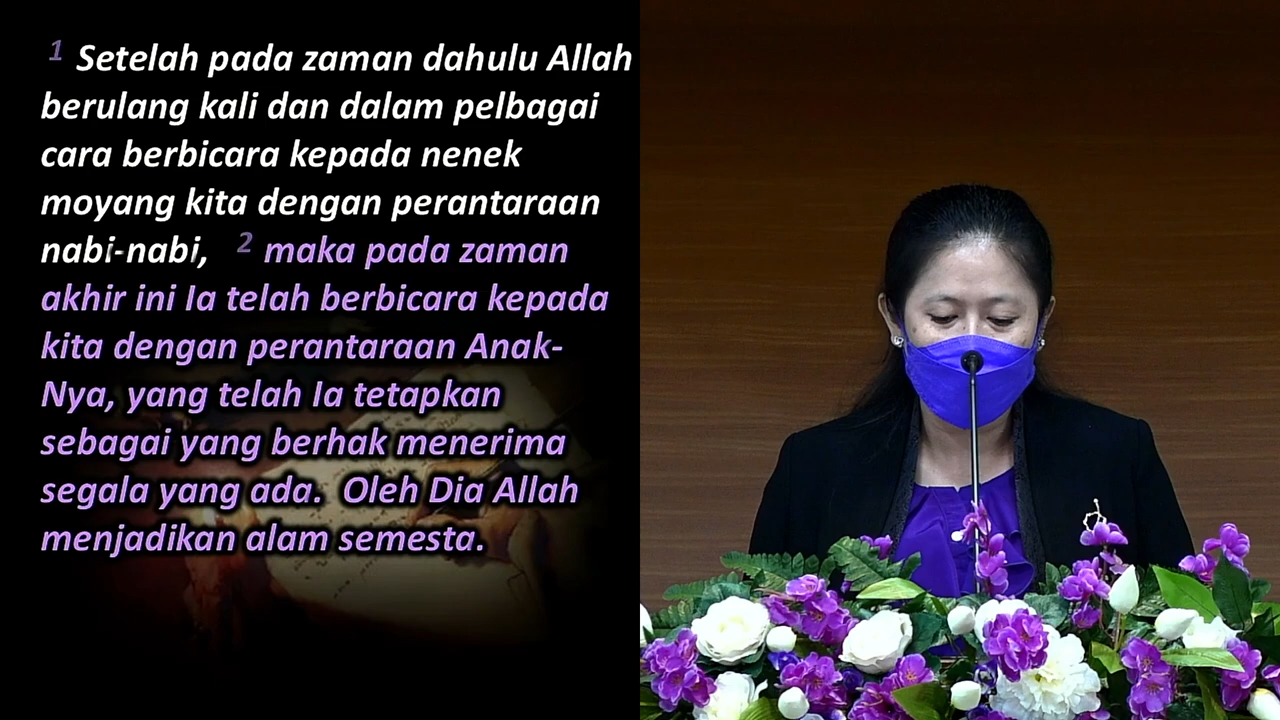 1 Setelah pada zaman dahulu Allah
berulang kali dan dalam pelbagai
cara berbicara kepada nenek
moyang kita dengan perantaraan
nabi-nabi, 2 maka pada zaman
akhir ini Ia telah berbicara kepada
kita dengan perantaraan Anak-
Nya, yang telah Ia tetapkan
sebagai yang berhak menerima
segala yang ada. Oleh Dia Allah
menjadikan alam semesta.